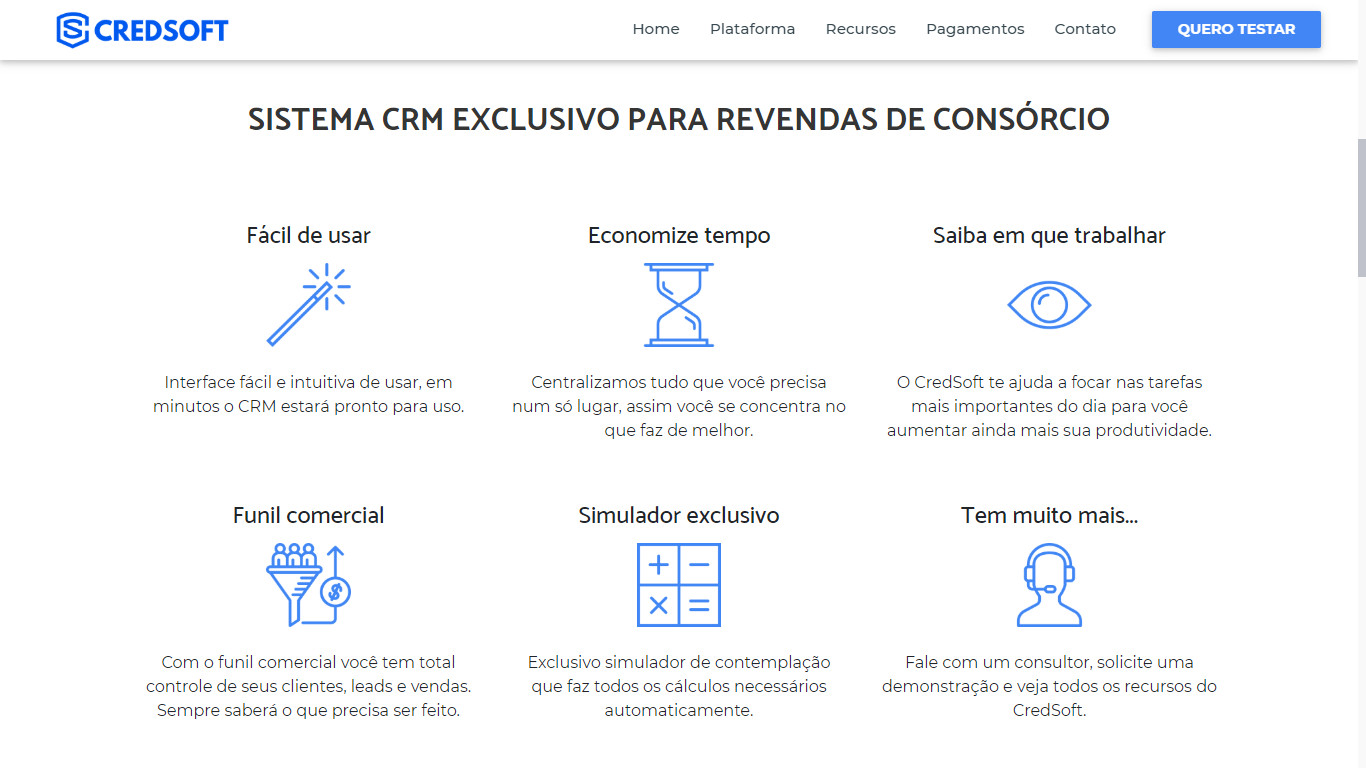 CREDSOFT
Home Plataforma Recursos Pagamentos Contato QUERO TESTAR
SISTEMA CRM EXCLUSIVO PARA REVENDAS DE CONSÓRCIO
Fácil de usar
Interface fácil e intuitiva de usar, em
minutos o CRM estará pronto para uso.
Economize tempo
Centralizamos tudo que você precisa
num só lugar, assim você se concentra no
que faz de melhor.
Saiba em que trabalhar
O CredSoft te ajuda a focar nas tarefas
mais importantes do dia para você
aumentar ainda mais sua produtividade.
Funil comercial
$
Com o funil comercial você tem total
controle de seus clientes, leads e vendas.
Sempre saberá o que precisa ser feito.
Simulador exclusivo
Exclusivo simulador de contemplação
que faz todos os cálculos necessários
automaticamente.
Tem muito mais...
Fale com um consultor, solicite uma
demonstração e veja todos os recursos do
CredSoft.